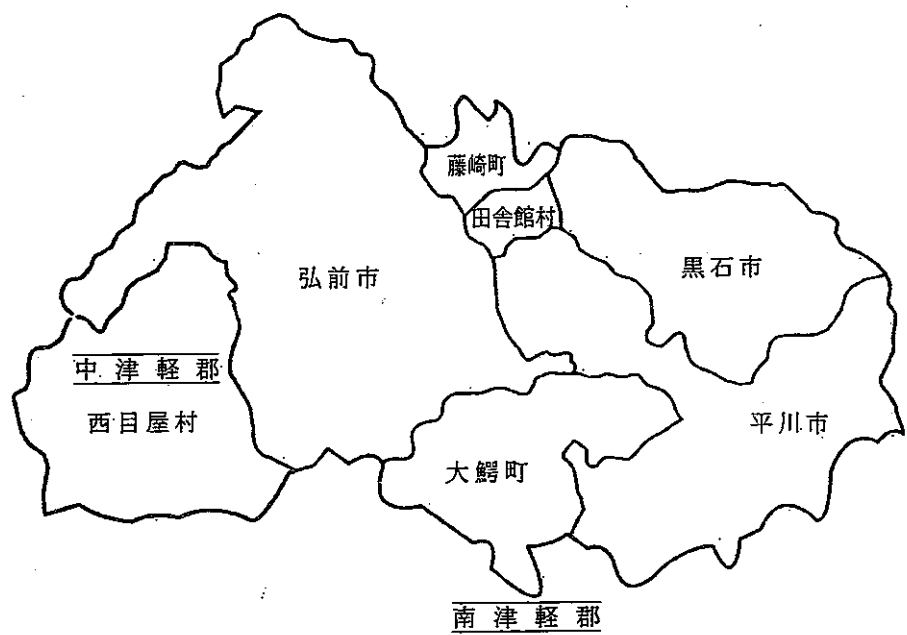 藤崎町
田舎館村
黒石市
弘前市
中津軽郡
西目屋村
平川市
大鰐町
南津軽郡